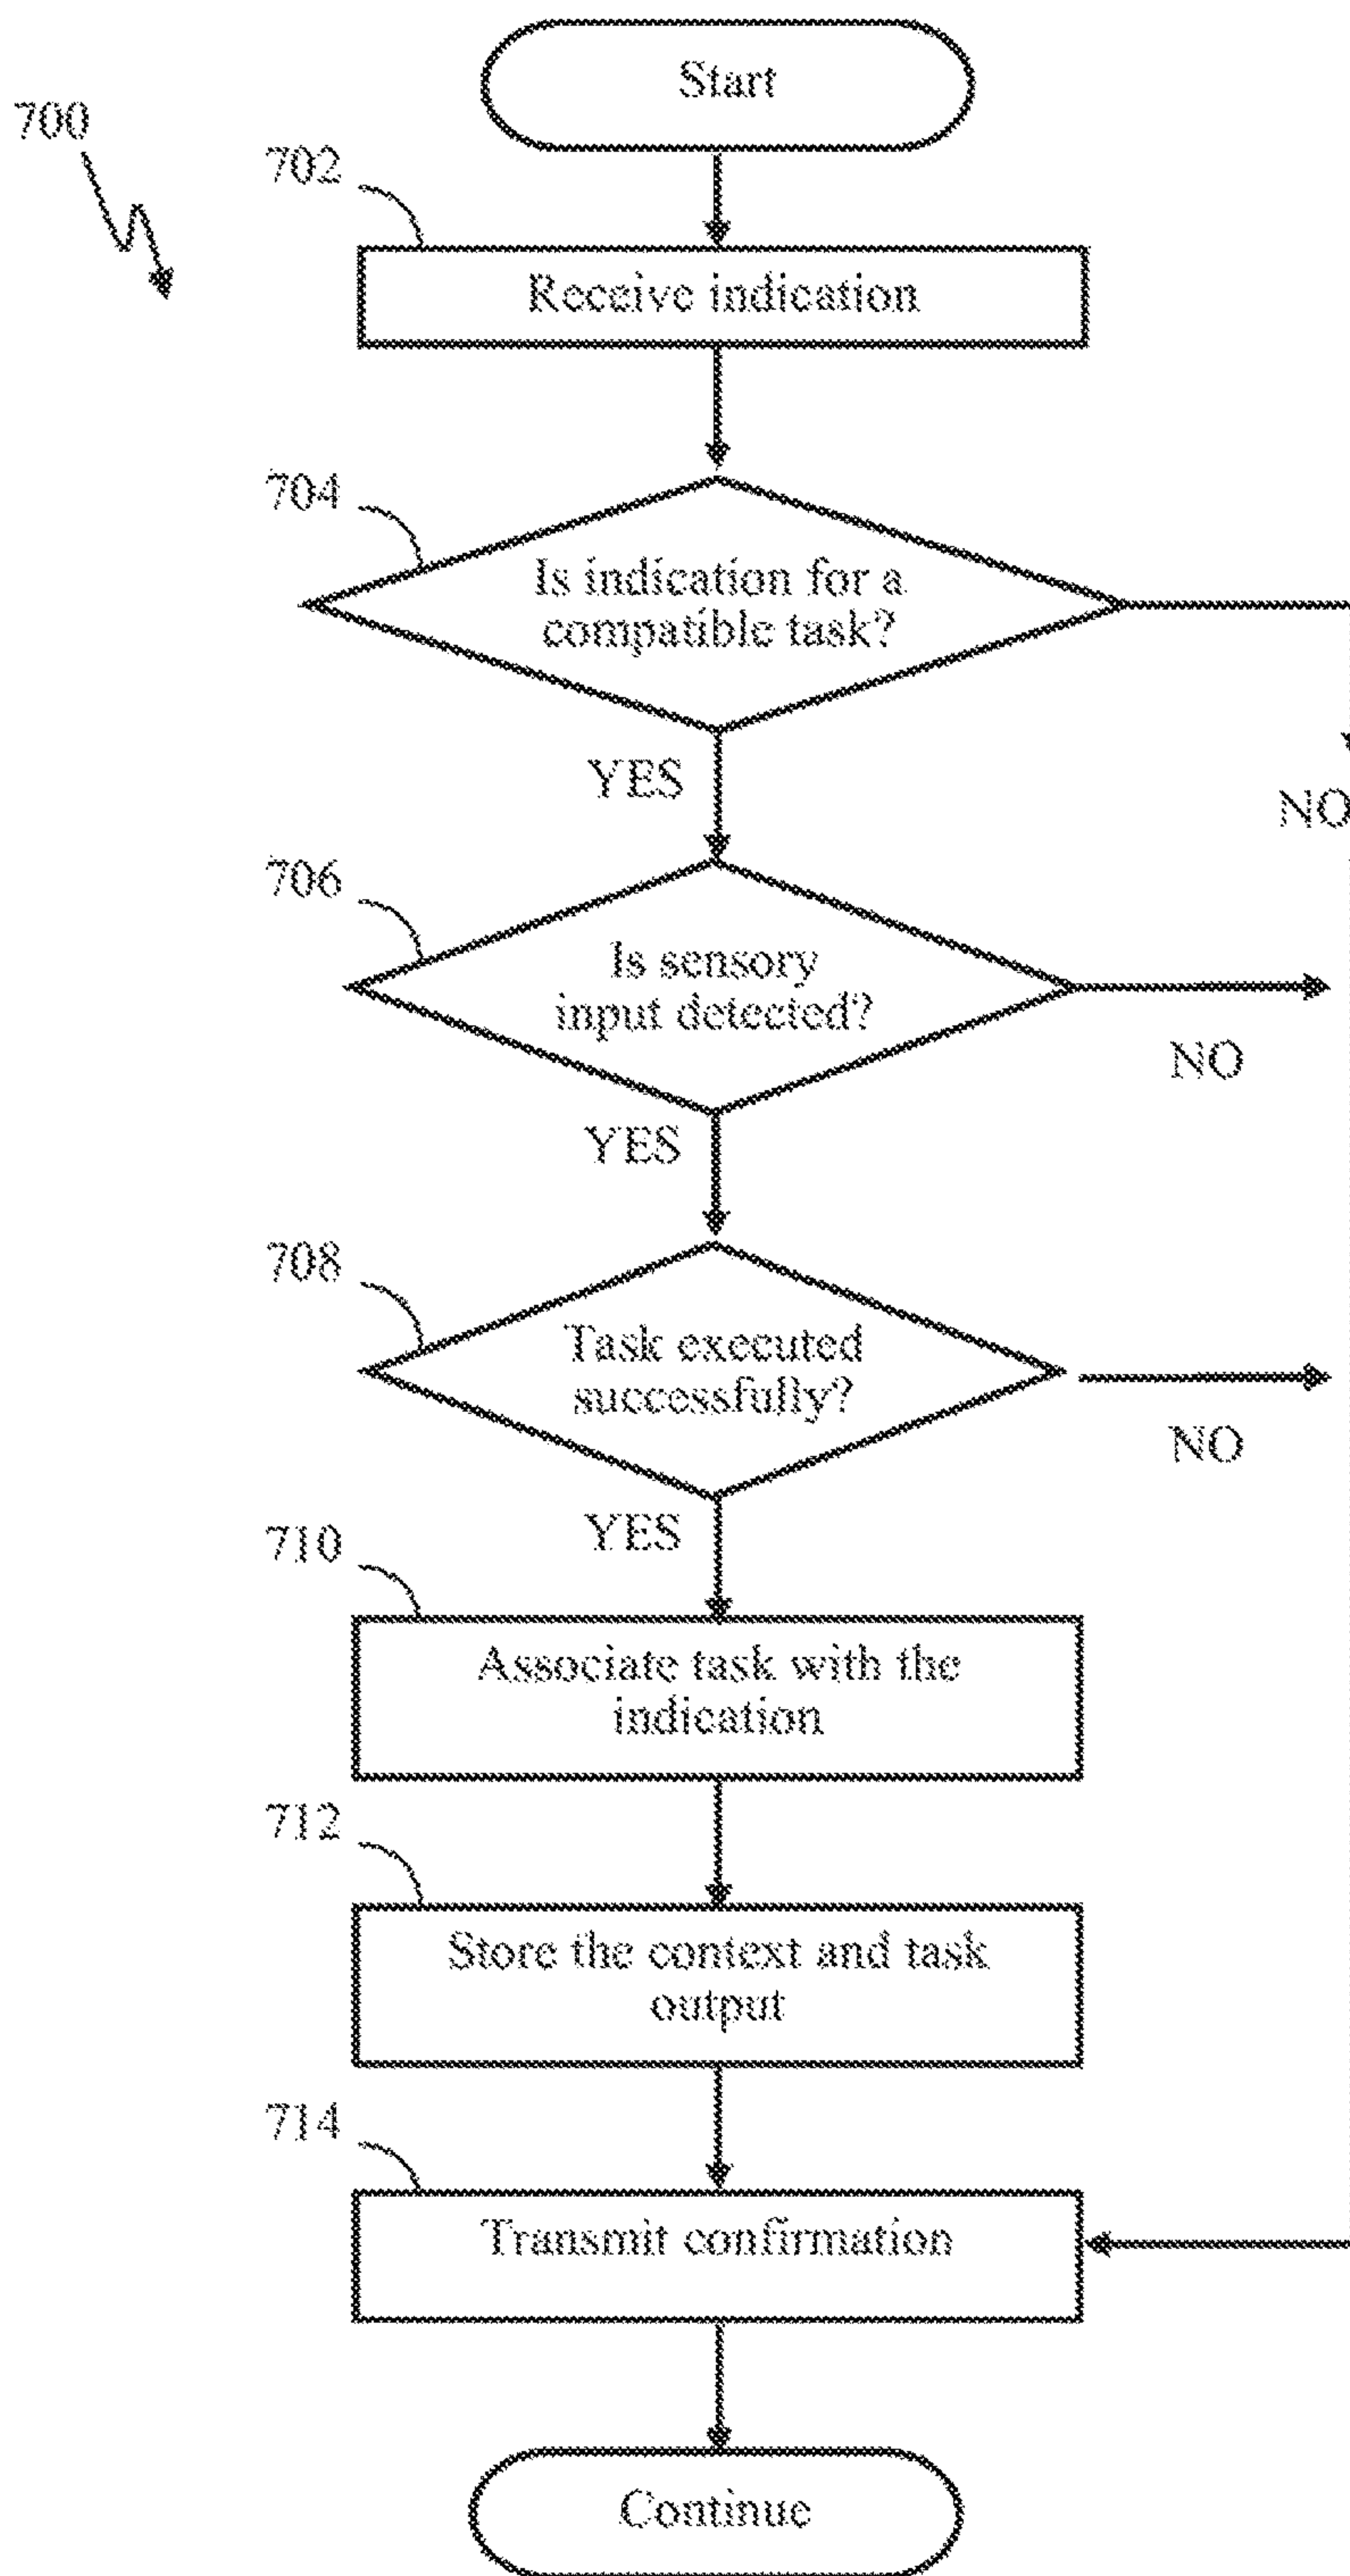 Start
700
702
Receive indication
704
Is indication for a
compatible task?
YES
NO
706
Is sensory
input detected?
NO
YES
708
Task executed
successfully?
NO
YES
710
Associate task with the
indication
712
Store the context and task
output
714
Transmit confirmation
Continue